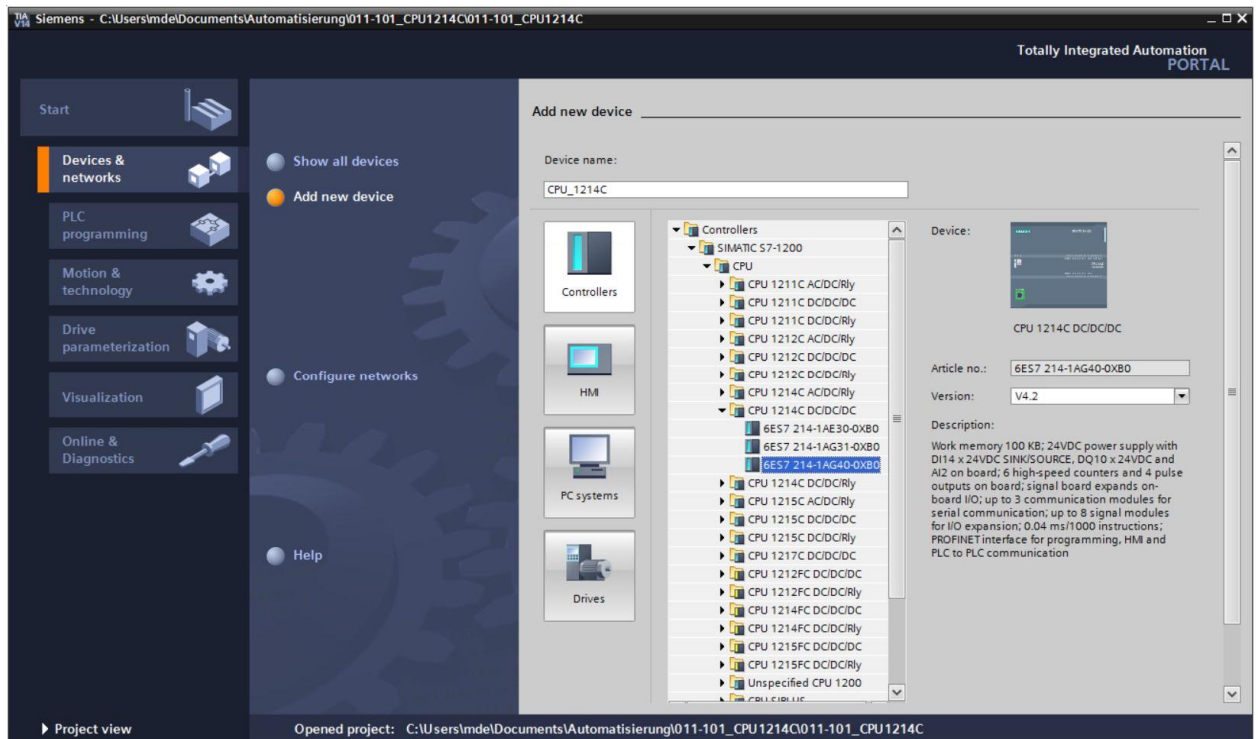 TIA V14
Siemens - C:\Users\mde\Documents\Automatisierung\011-101_CPU1214C\011-101_CPU1214C
Totally Integrated Automation
PORTAL
Start
Devices &
networks
PLC
programming
Motion &
technology
Drive
parameterization
Visualization
Online &
Diagnostics
Show all devices
Add new device
Configure networks
Help
Add new device
Device name:
CPU_1214C
Controllers
HMI
PC systems
Drives
Controllers
SIMATIC S7-1200
CPU
CPU 1211C AC/DC/Rly
CPU 1211C DC/DC/DC
CPU 1211C DC/DC/Rly
CPU 1212C AC/DC/Rly
CPU 1212C DC/DC/DC
CPU 1212C DC/DC/Rly
CPU 1214C AC/DC/Rly
CPU 1214C DC/DC/DC
6ES7 214-1AE30-0XB0
6ES7 214-1AG31-0XB0
6ES7 214-1AG40-0XB0
CPU 1214C DC/DC/Rly
CPU 1215C AC/DC/Rly
CPU 1215C DC/DC/DC
CPU 1215C DC/DC/Rly
CPU 1217C DC/DC/DC
CPU 1212FC DC/DC/DC
CPU 1212FC DC/DC/Rly
CPU 1214FC DC/DC/DC
CPU 1214FC DC/DC/Rly
CPU 1215FC DC/DC/DC
CPU 1215FC DC/DC/Rly
Unspecified CPU 1200
CPU SIPLUS
Device:
CPU 1214C DC/DC/DC
Article no.:
6ES7 214-1AG40-0XB0
Version:
V4.2
Description:
Work memory 100 KB; 24VDC power supply with
DI14 x 24VDC SINK/SOURCE, DQ10 x 24VDC and
AI2 on board; 6 high-speed counters and 4 pulse
outputs on board; signal board expands on-
board I/O; up to 3 communication modules for
serial communication; up to 8 signal modules
for I/O expansion; 0.04 ms/1000 instructions;
PROFINET interface for programming, HMI and
PLC to PLC communication
Project view
Opened project: C:\Users\mde\Documents\Automatisierung\011-101_CPU1214C\011-101_CPU1214C